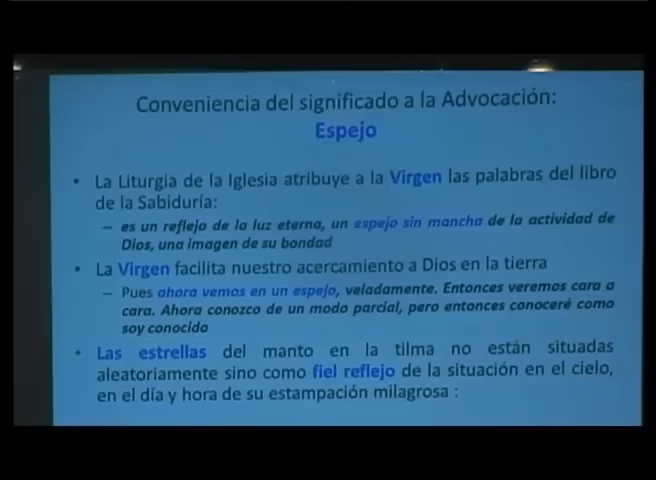 Conveniencia del significado a la Advocación:
Espejo
• La Liturgia de la Iglesia atribuye a la Virgen las palabras del libro
de la Sabiduría:
– es un reflejo de la luz eterna, un espejo sin mancha de la actividad de
Dios, una imagen de su bondad
• La Virgen facilita nuestro acercamiento a Dios en la tierra
– Pues ahora vemos en un espejo, veladamente. Entonces veremos cara a
cara. Ahora conozco de un modo parcial, pero entonces conoceré como
soy conocido
• Las estrellas del manto en la tilma no están situadas
aleatoriamente sino como fiel reflejo de la situación en el cielo,
en el día y hora de su estampación milagrosa :